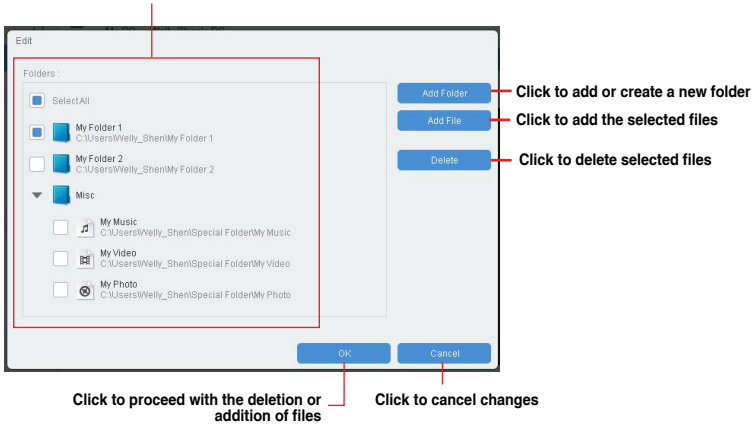 Edit
Folders :
SelectAll
My Folder 1
C:\Users\Welly_Shen\My Folder 1
My Folder 2
C:\Users\Welly_Shen\My Folder 2
Misc
My Music
C:\Users\Welly_Shen\Special Folder\My Music
My Video
C:\Users\Welly_Shen\Special Folder\My Video
My Photo
C:\Users\Welly_Shen\Special Folder\My Photo
Add Folder
Click to add or create a new folder
Add File
Click to add the selected files
Delete
Click to delete selected files
OK
Cancel
Click to proceed with the deletion or
addition of files
Click to cancel changes